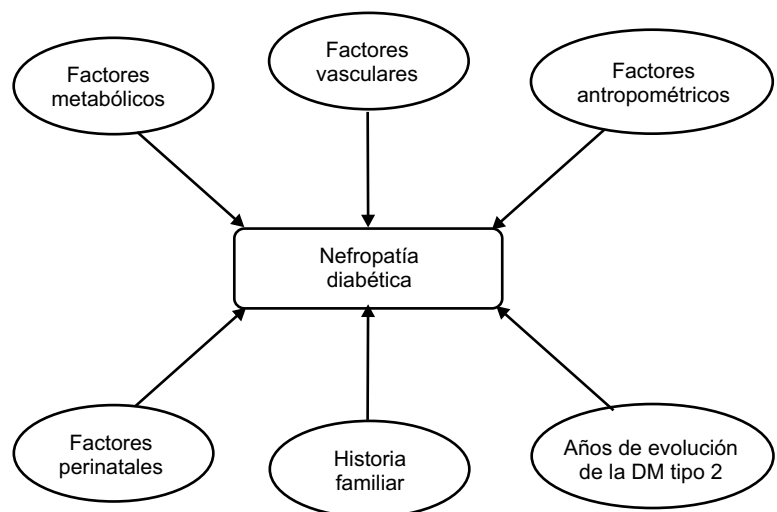 Factores
metabólicos
Factores
vasculares
Factores
antropométricos
Nefropatía
diabética
Factores
perinatales
Historia
familiar
Años de evolución
de la DM tipo 2